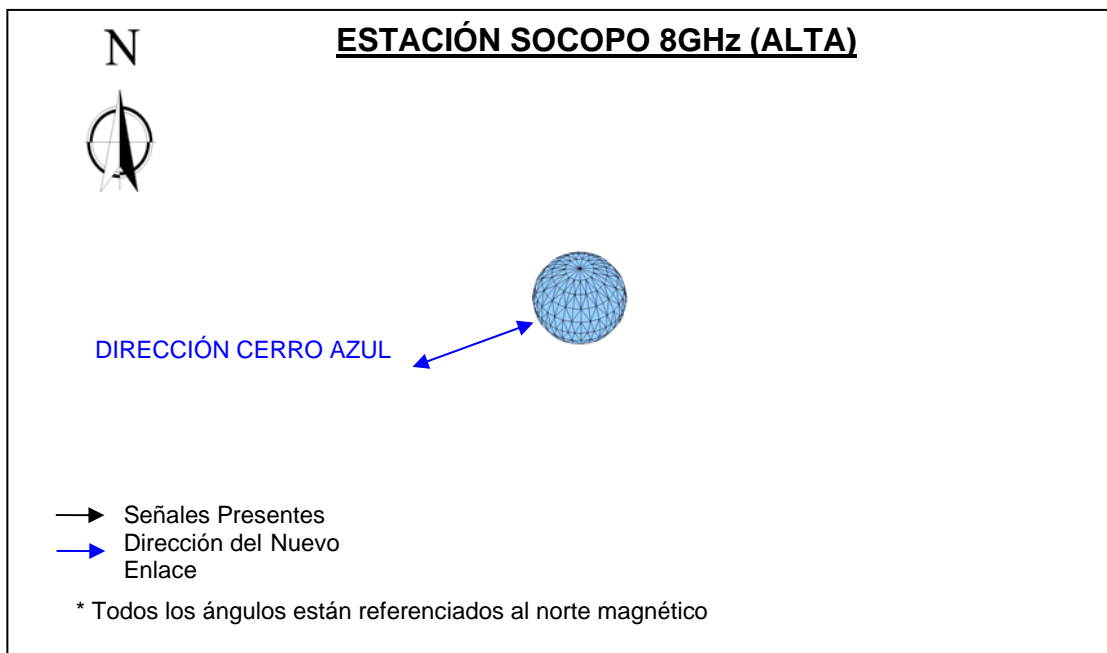 N
ESTACIÓN SOCOPO 8GHz (ALTA)
DIRECCIÓN CERRO AZUL
Señales Presentes
Dirección del Nuevo
Enlace
* Todos los ángulos están referenciados al norte magnético